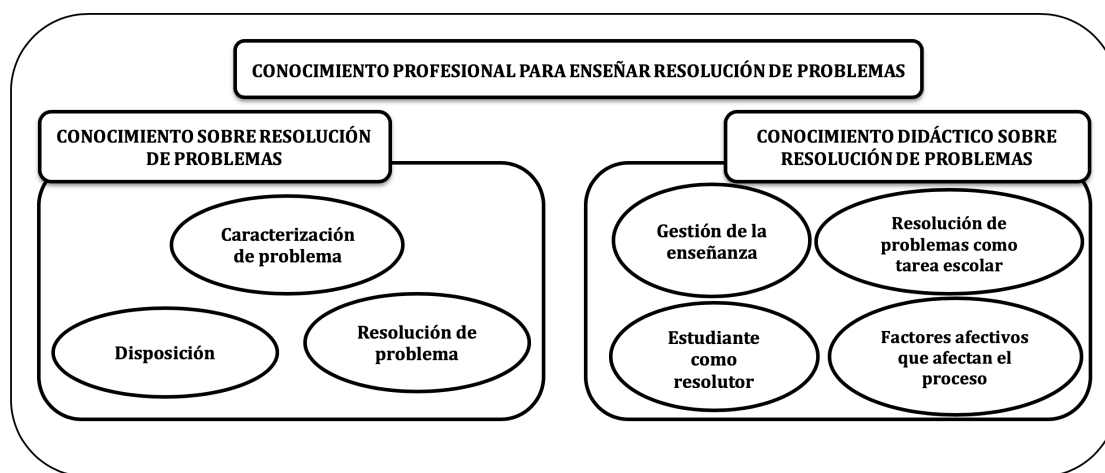 CONOCIMIENTO PROFESIONAL PARA ENSEÑAR RESOLUCIÓN DE PROBLEMAS
CONOCIMIENTO SOBRE RESOLUCIÓN
DE PROBLEMAS
Caracterización
de problema
Disposición
Resolución de
problema
CONOCIMIENTO DIDÁCTICO SOBRE
RESOLUCIÓN DE PROBLEMAS
Gestión de la
enseñanza
Resolución de
problemas como
tarea escolar
Estudiante
como
resolutor
Factores afectivos
que afectan el
proceso